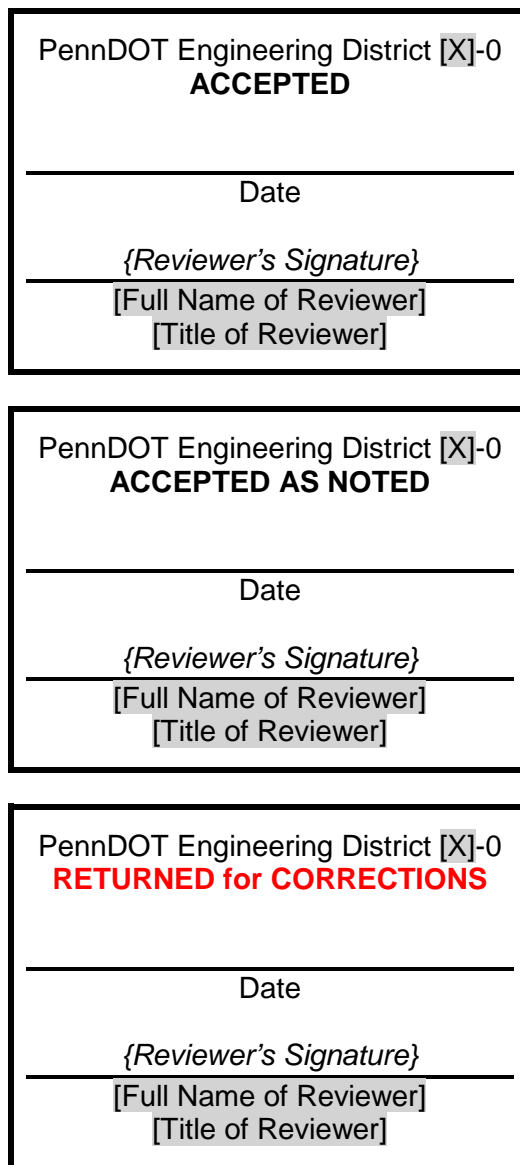 PennDOT Engineering District [X]-0
ACCEPTED
Date
{Reviewer’s Signature}
[Full Name of Reviewer]
[Title of Reviewer]
PennDOT Engineering District [X]-0
ACCEPTED AS NOTED
Date
{Reviewer’s Signature}
[Full Name of Reviewer]
[Title of Reviewer]
PennDOT Engineering District [X]-0
RETURNED for CORRECTIONS
Date
{Reviewer’s Signature}
[Full Name of Reviewer]
[Title of Reviewer]